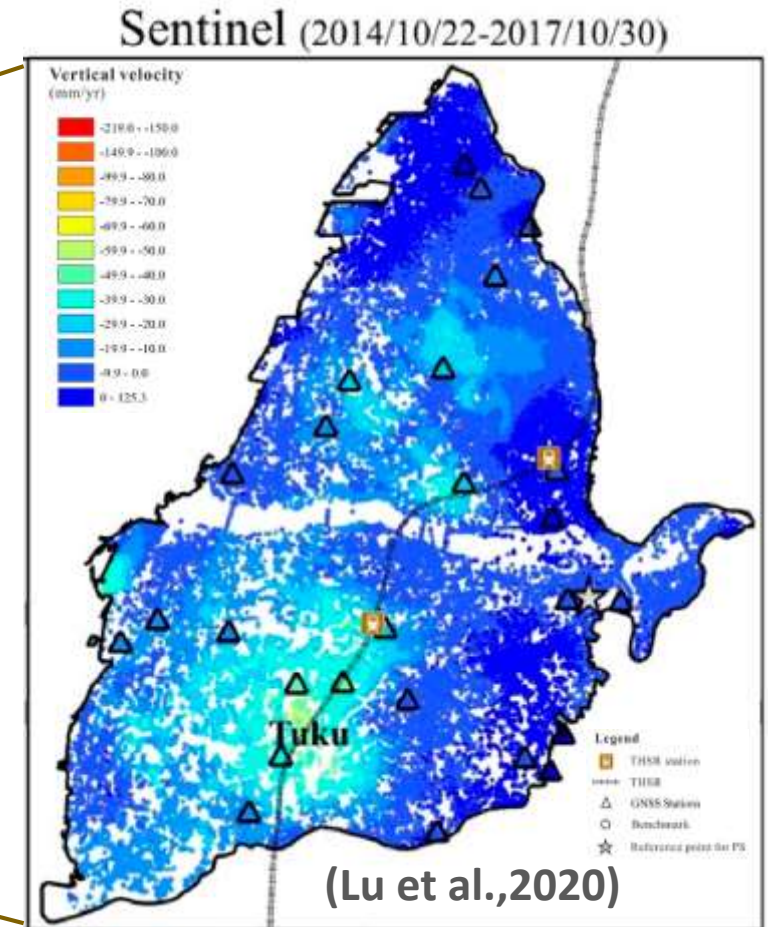 Sentinel (2014/10/22-2017/10/30)
Vertical velocity
(mm/yr)
-219.0 - -150.0
-149.9 - -100.0
-99.9 - -80.0
-79.9 - -70.0
-69.9 - -60.0
-59.9 - -50.0
-49.9 - -40.0
-39.9 - -30.0
-29.9 - -20.0
-19.9 - -10.0
-9.9 - 0.0
0 - 125.3
Tuku
Legend
THSR station
THSR
GNSS Stations
Benchmark
Reference point for PS
(Lu et al.,2020)